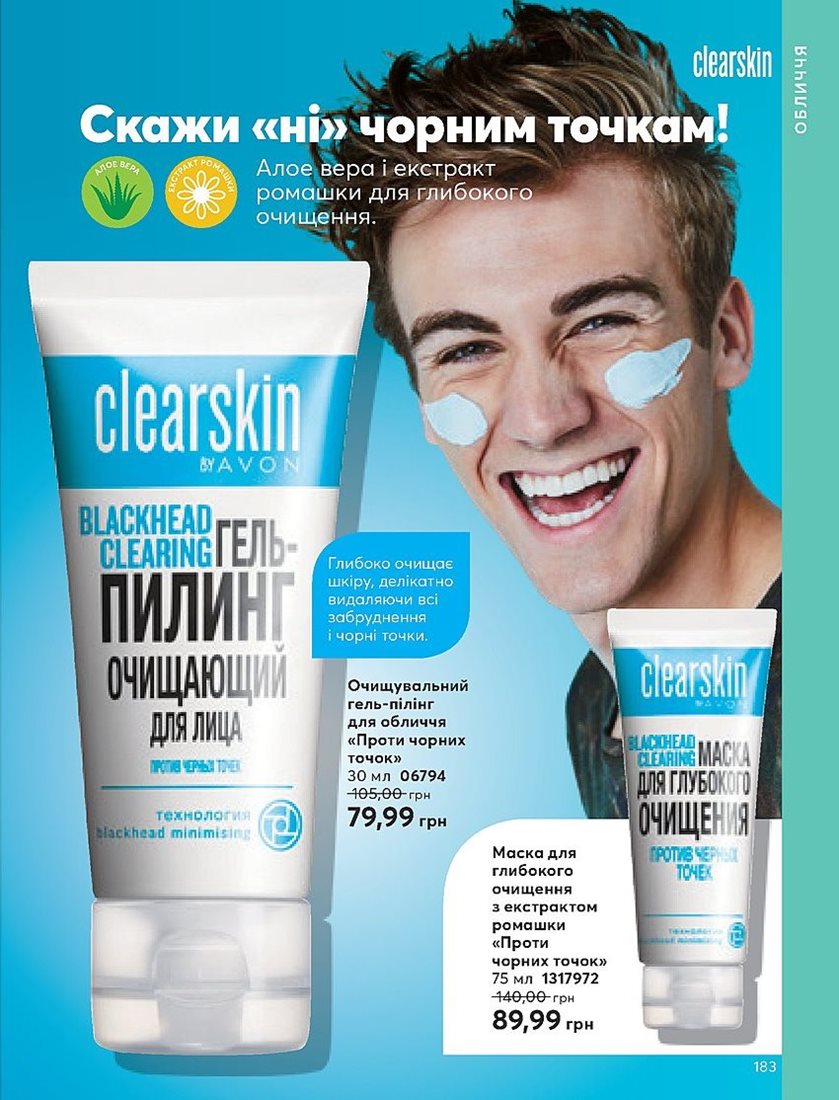 clearskin
ОБЛИЧЧЯ
Скажи «ні» чорним точкам!
АЛОЕ ВЕРА
ЕКСТРАКТ РОМАШКИ
Алое вера і екстракт
ромашки для глибокого
очищення.
clearskin
BY AVON
BLACKHEAD
CLEARING
ГЕЛЬ-
ПИЛИНГ
ОЧИЩАЮЩИЙ
ДЛЯ ЛИЦА
ПРОТИВ ЧЕРНЫХ ТОЧЕК
технология
blackhead minimising
Глибоко очищає
шкіру, делікатно
видаляючи всі
забруднення
і чорні точки.
Очищувальний
гель-пілінг
для обличчя
«Проти чорних
точок»
30 мл 06794
105,00 грн
79,99 грн
clearskin
BY AVON
BLACKHEAD
CLEARING
МАСКА
ДЛЯ ГЛУБОКОГО
ОЧИЩЕНИЯ
ПРОТИВ ЧЕРНЫХ
ТОЧЕК
технология
blackhead minimising
Маска для
глибокого
очищення
з екстрактом
ромашки
«Проти
чорних точок»
75 мл 1317972
140,00 грн
89,99 грн
183